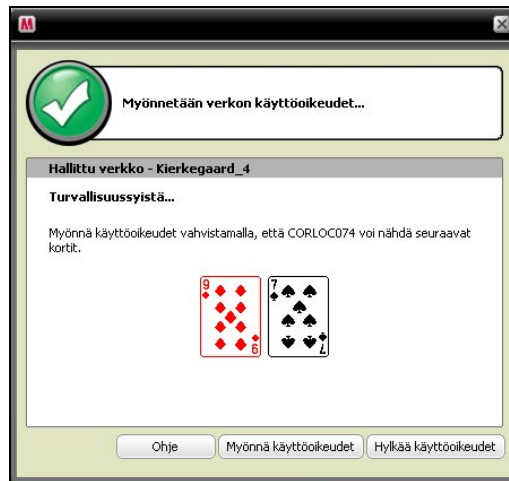 M
Myönnetään verkon käyttöoikeudet...
Hallittu verkko - Kierkegaard_4
Turvallisuussyistä...
Myönnä käyttöoikeudet vahvistamalla, että CORLOC074 voi nähdä seuraavat
kortit.
9 7
9 7
Ohje Myönnä käyttöoikeudet Hylkää käyttöoikeudet